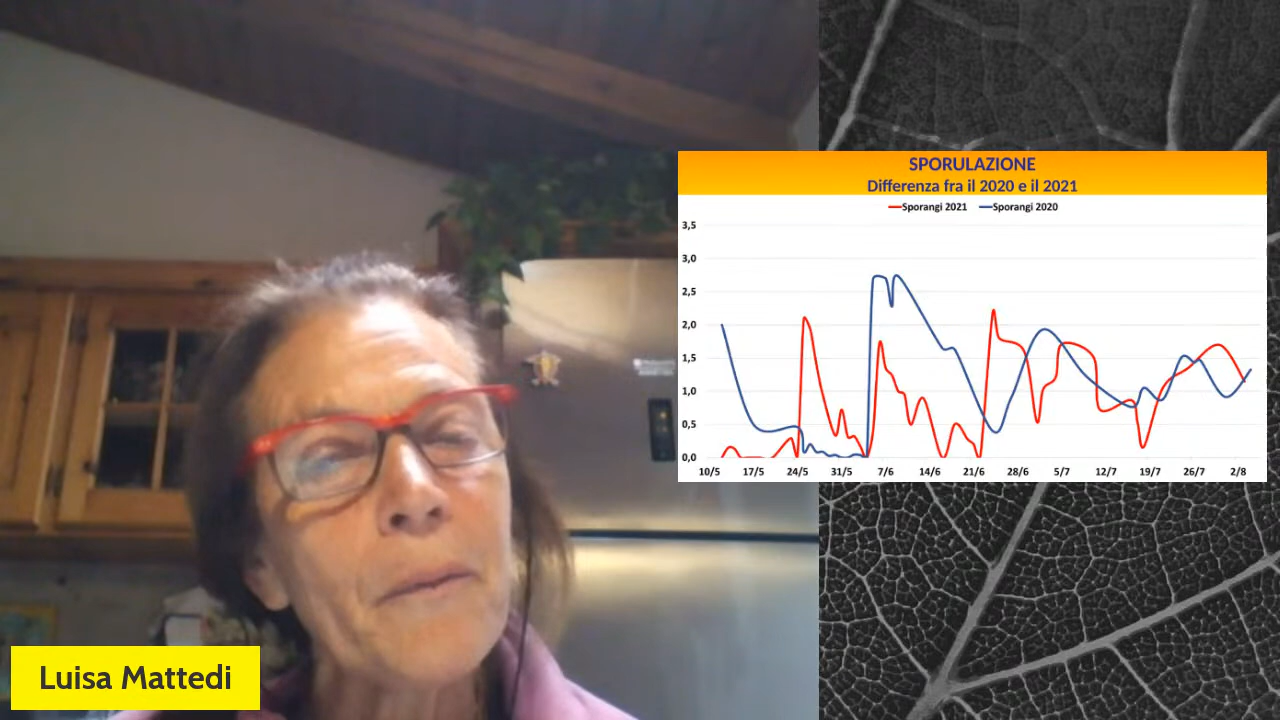 SPORULAZIONE
Differenza fra il 2020 e il 2021
Sporangi 2021 Sporangi 2020
3,5
3,0
2,5
2,0
1,5
1,0
0,5
0,0
10/5 17/5 24/5 31/5 7/6 14/6 21/6 28/6 5/7 12/7 19/7 26/7 2/8
Luisa Mattedi